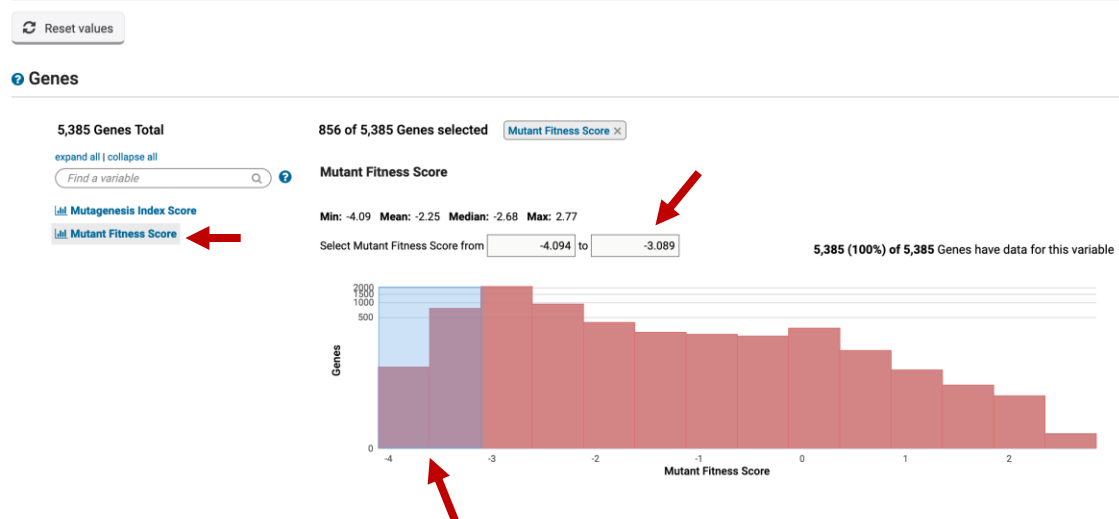 Reset values
Genes
5,385 Genes Total
856 of 5,385 Genes selected Mutant Fitness Score ×
expand all | collapse all
Find a variable
Mutant Fitness Score
Mutagenesis Index Score
Min: -4.09 Mean: -2.25 Median: -2.68 Max: 2.77
Mutant Fitness Score
Select Mutant Fitness Score from -4.094 to -3.089
5,385 (100%) of 5,385 Genes have data for this variable
2000
1500
1000
500
0
Genes
-4 -3 -2 -1 0 1 2
Mutant Fitness Score